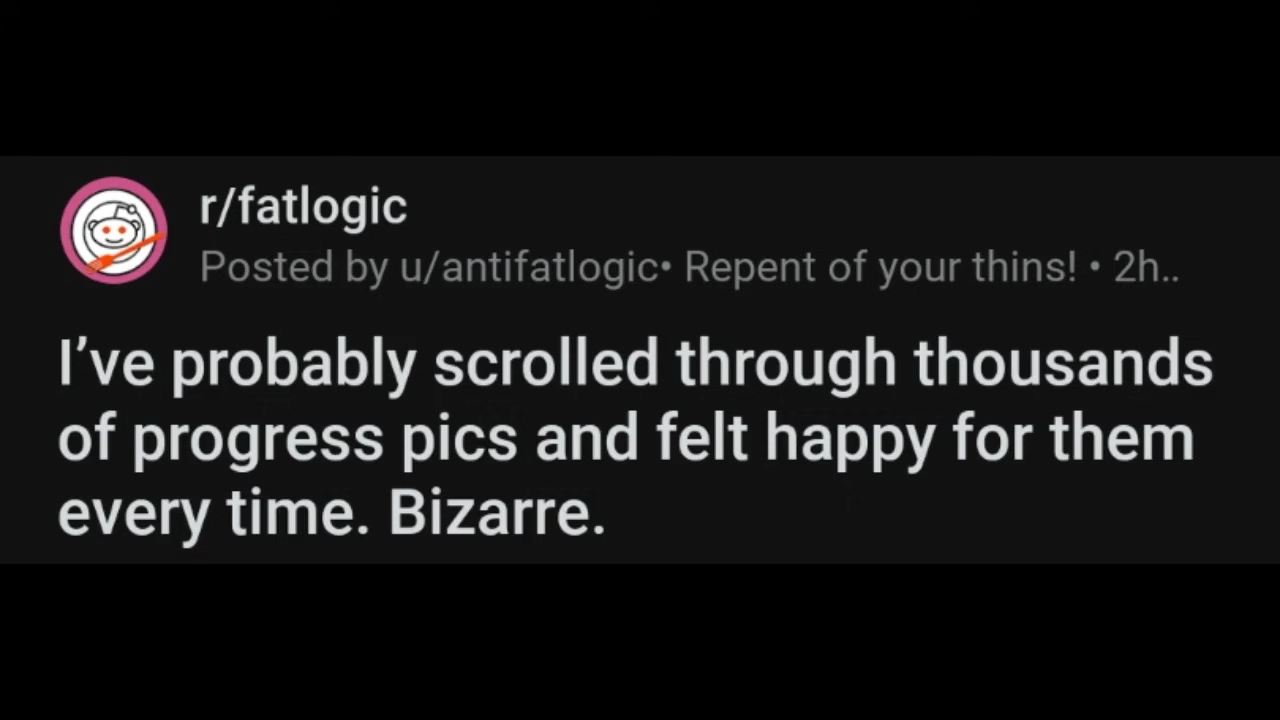 r/fatlogic
Posted by u/antifatlogic• Repent of your thins! • 2h..
I’ve probably scrolled through thousands
of progress pics and felt happy for them
every time. Bizarre.